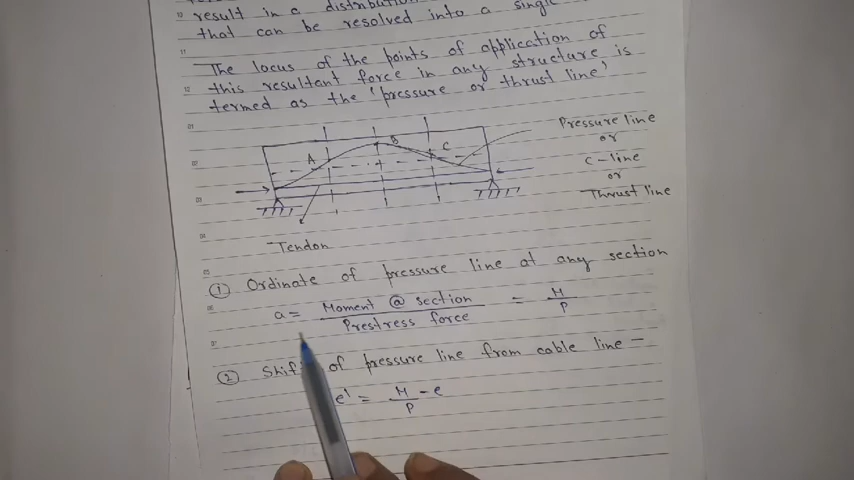 result in a distribution
that can be resolved into a single
The locus of the points of application of
this resultant force in any structure is
termed as the 'pressure or thrust line'
A
B
C
Pressure line
or
C-line
or
Thrust line
Tendon
① Ordinate of pressure line at any section
a = Moment @ section / Prestress force = M / P
② Shift of pressure line from cable line -
e' = M / P - e